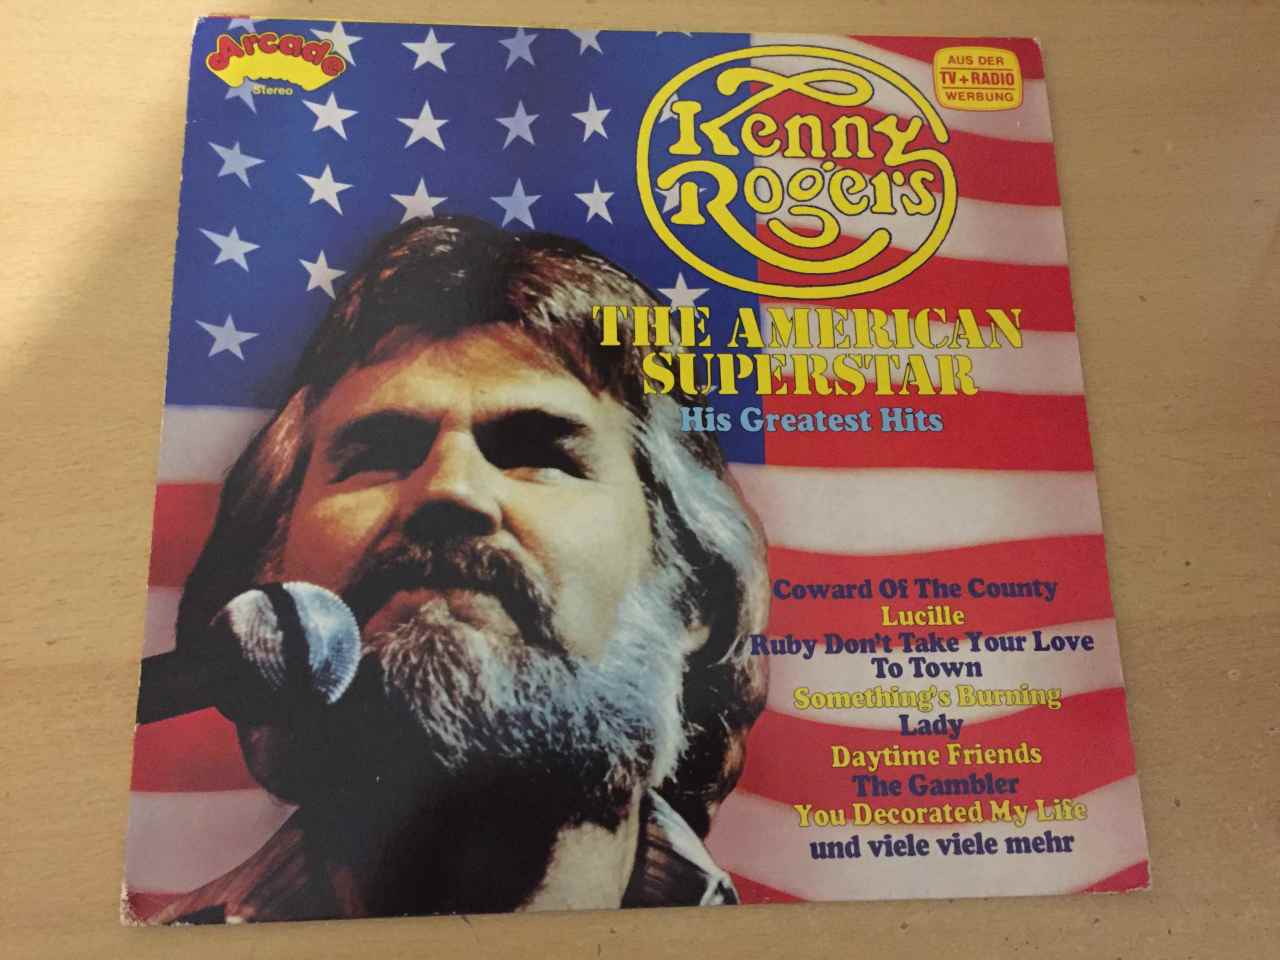 Arcade
Stereo
AUS DER
TV + RADIO
WERBUNG
Kenny
Rogers
THE AMERICAN
SUPERSTAR
His Greatest Hits
Coward Of The County
Lucille
Ruby Don't Take Your Love
To Town
Something's Burning
Lady
Daytime Friends
The Gambler
You Decorated My Life
und viele viele mehr